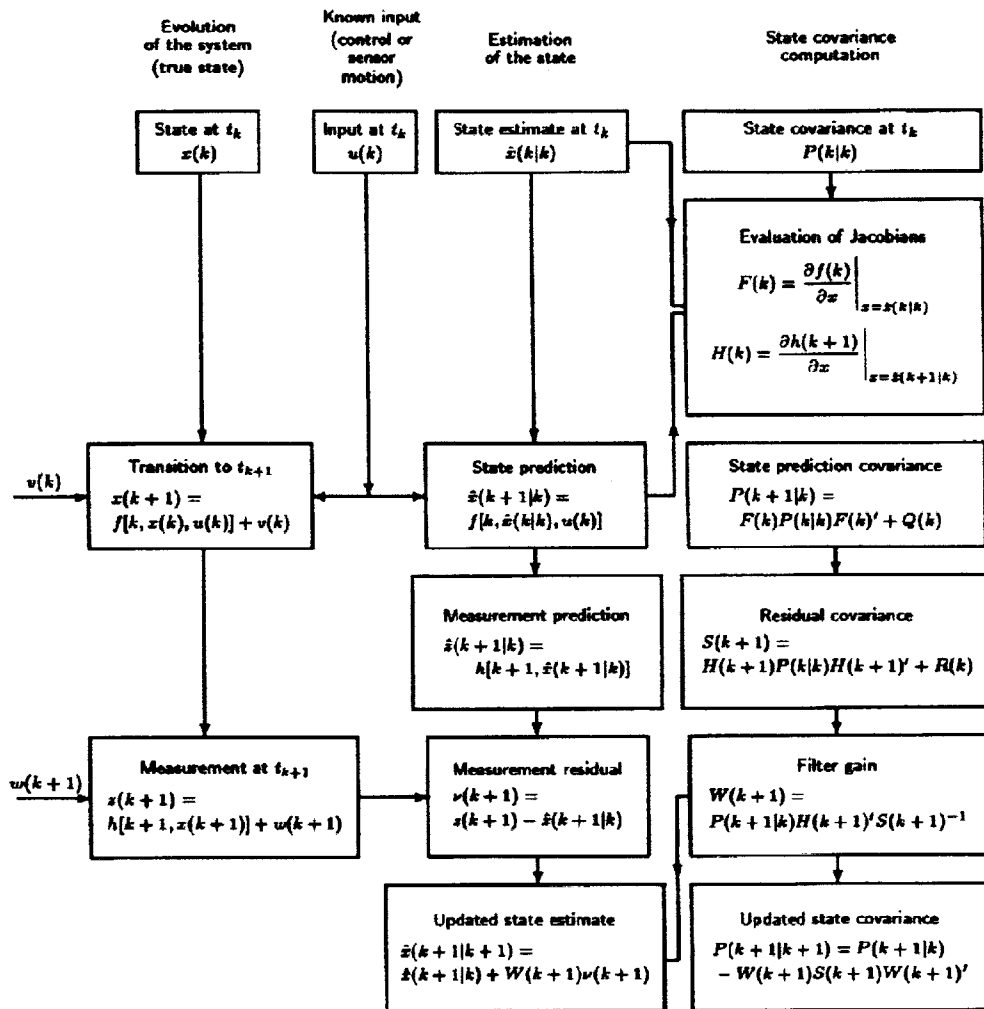 Evolution
of the system
(true state)
Known input
(control or
sensor
motion)
Estimation
of the state
State covariance
computation
State at t_k
x(k)
Input at t_k
u(k)
State estimate at t_k
x̂(k|k)
State covariance at t_k
P(k|k)
Evaluation of Jacobians
F(k) = ∂f(k)/∂x |_{x=x̂(k|k)}
H(k) = ∂h(k+1)/∂x |_{x=x̂(k+1|k)}
v(k)
Transition to t_{k+1}
x(k+1) =
f[k, x(k), u(k)] + v(k)
State prediction
x̂(k+1|k) =
f[k, x̂(k|k), u(k)]
State prediction covariance
P(k+1|k) =
F(k)P(k|k)F(k)′ + Q(k)
Measurement prediction
ẑ(k+1|k) =
h[k+1, x̂(k+1|k)]
Residual covariance
S(k+1) =
H(k+1)P(k|k)H(k+1)′ + R(k)
w(k+1)
Measurement at t_{k+1}
z(k+1) =
h[k+1, x(k+1)] + w(k+1)
Measurement residual
ν(k+1) =
z(k+1) − ẑ(k+1|k)
Filter gain
W(k+1) =
P(k+1|k)H(k+1)′S(k+1)⁻¹
Updated state estimate
x̂(k+1|k+1) =
x̂(k+1|k) + W(k+1)ν(k+1)
Updated state covariance
P(k+1|k+1) = P(k+1|k)
− W(k+1)S(k+1)W(k+1)′